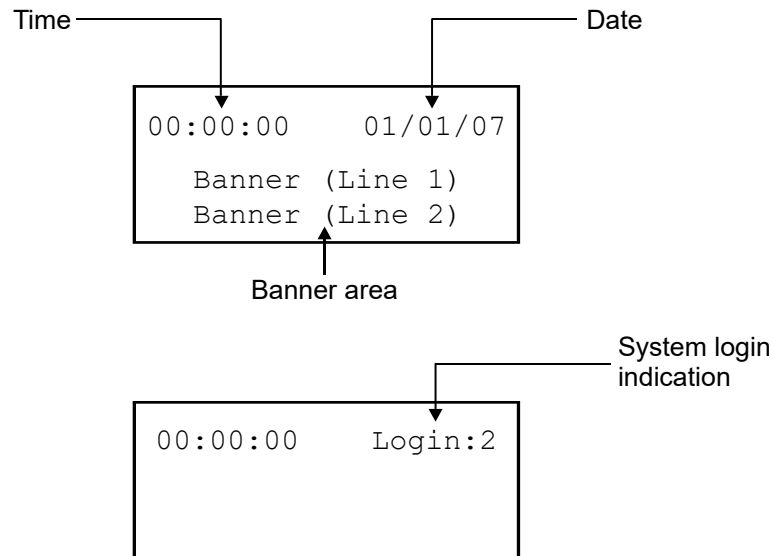 Time
Date
00:00:00 01/01/07
Banner (Line 1)
Banner (Line 2)
Banner area
System login
indication
00:00:00 Login:2